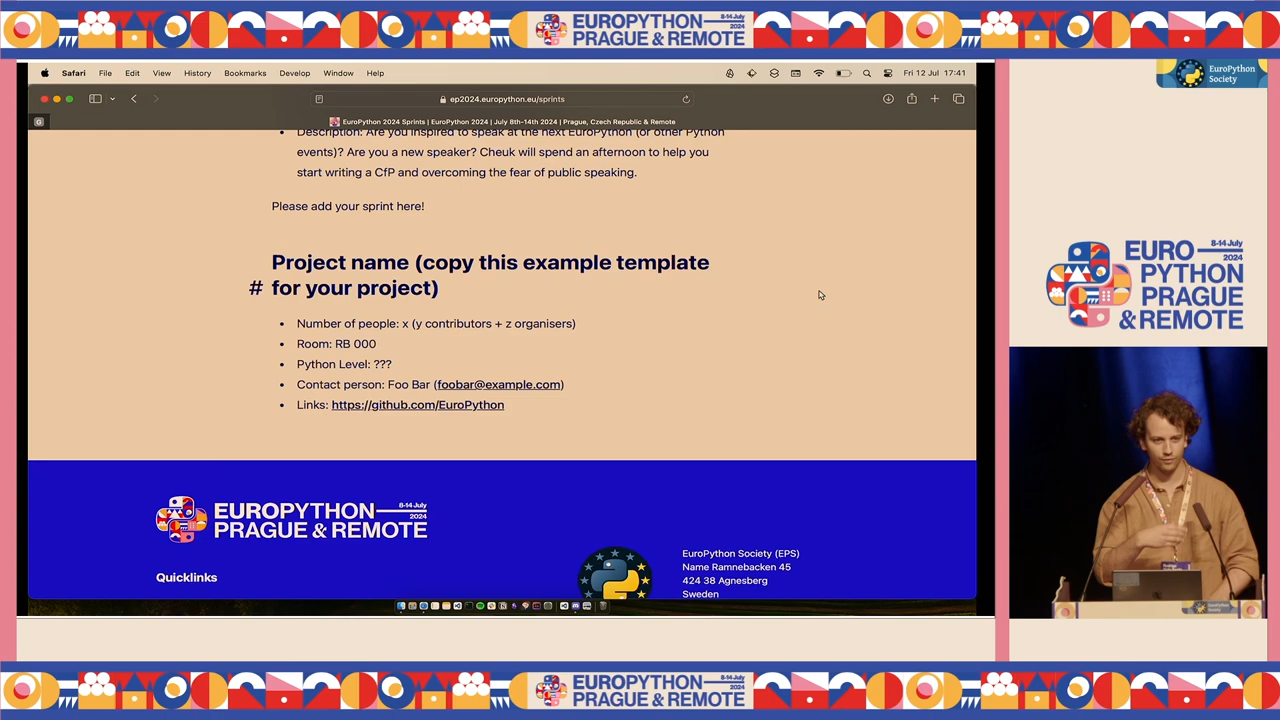 EUROPYTHON
PRAGUE & REMOTE
8-14 July
2024
Safari File Edit View History Bookmarks Develop Window Help
Fri 12 Jul 17:41
ep2024.europython.eu/sprints
EuroPython 2024 Sprints | EuroPython 2024 | July 8th-14th 2024 | Prague, Czech Republic & Remote
• Description: Are you inspired to speak at the next EuroPython (or other Python
events)? Are you a new speaker? Cheuk will spend an afternoon to help you
start writing a CfP and overcoming the fear of public speaking.
Please add your sprint here!
Project name (copy this example template
# for your project)
• Number of people: x (y contributors + z organisers)
• Room: RB 000
• Python Level: ???
• Contact person: Foo Bar (foobar@example.com)
• Links: https://github.com/EuroPython
EUROPYTHON
PRAGUE & REMOTE
8-14 July
2024
Quicklinks
EuroPython Society (EPS)
Name Ramnebacken 45
424 38 Agnesberg
Sweden
EuroPython
Society
EURO
8-14 July
2024
PYTHON
PRAGUE
& REMOTE
EUROPYTHON
PRAGUE & REMOTE
8-14 July
2024